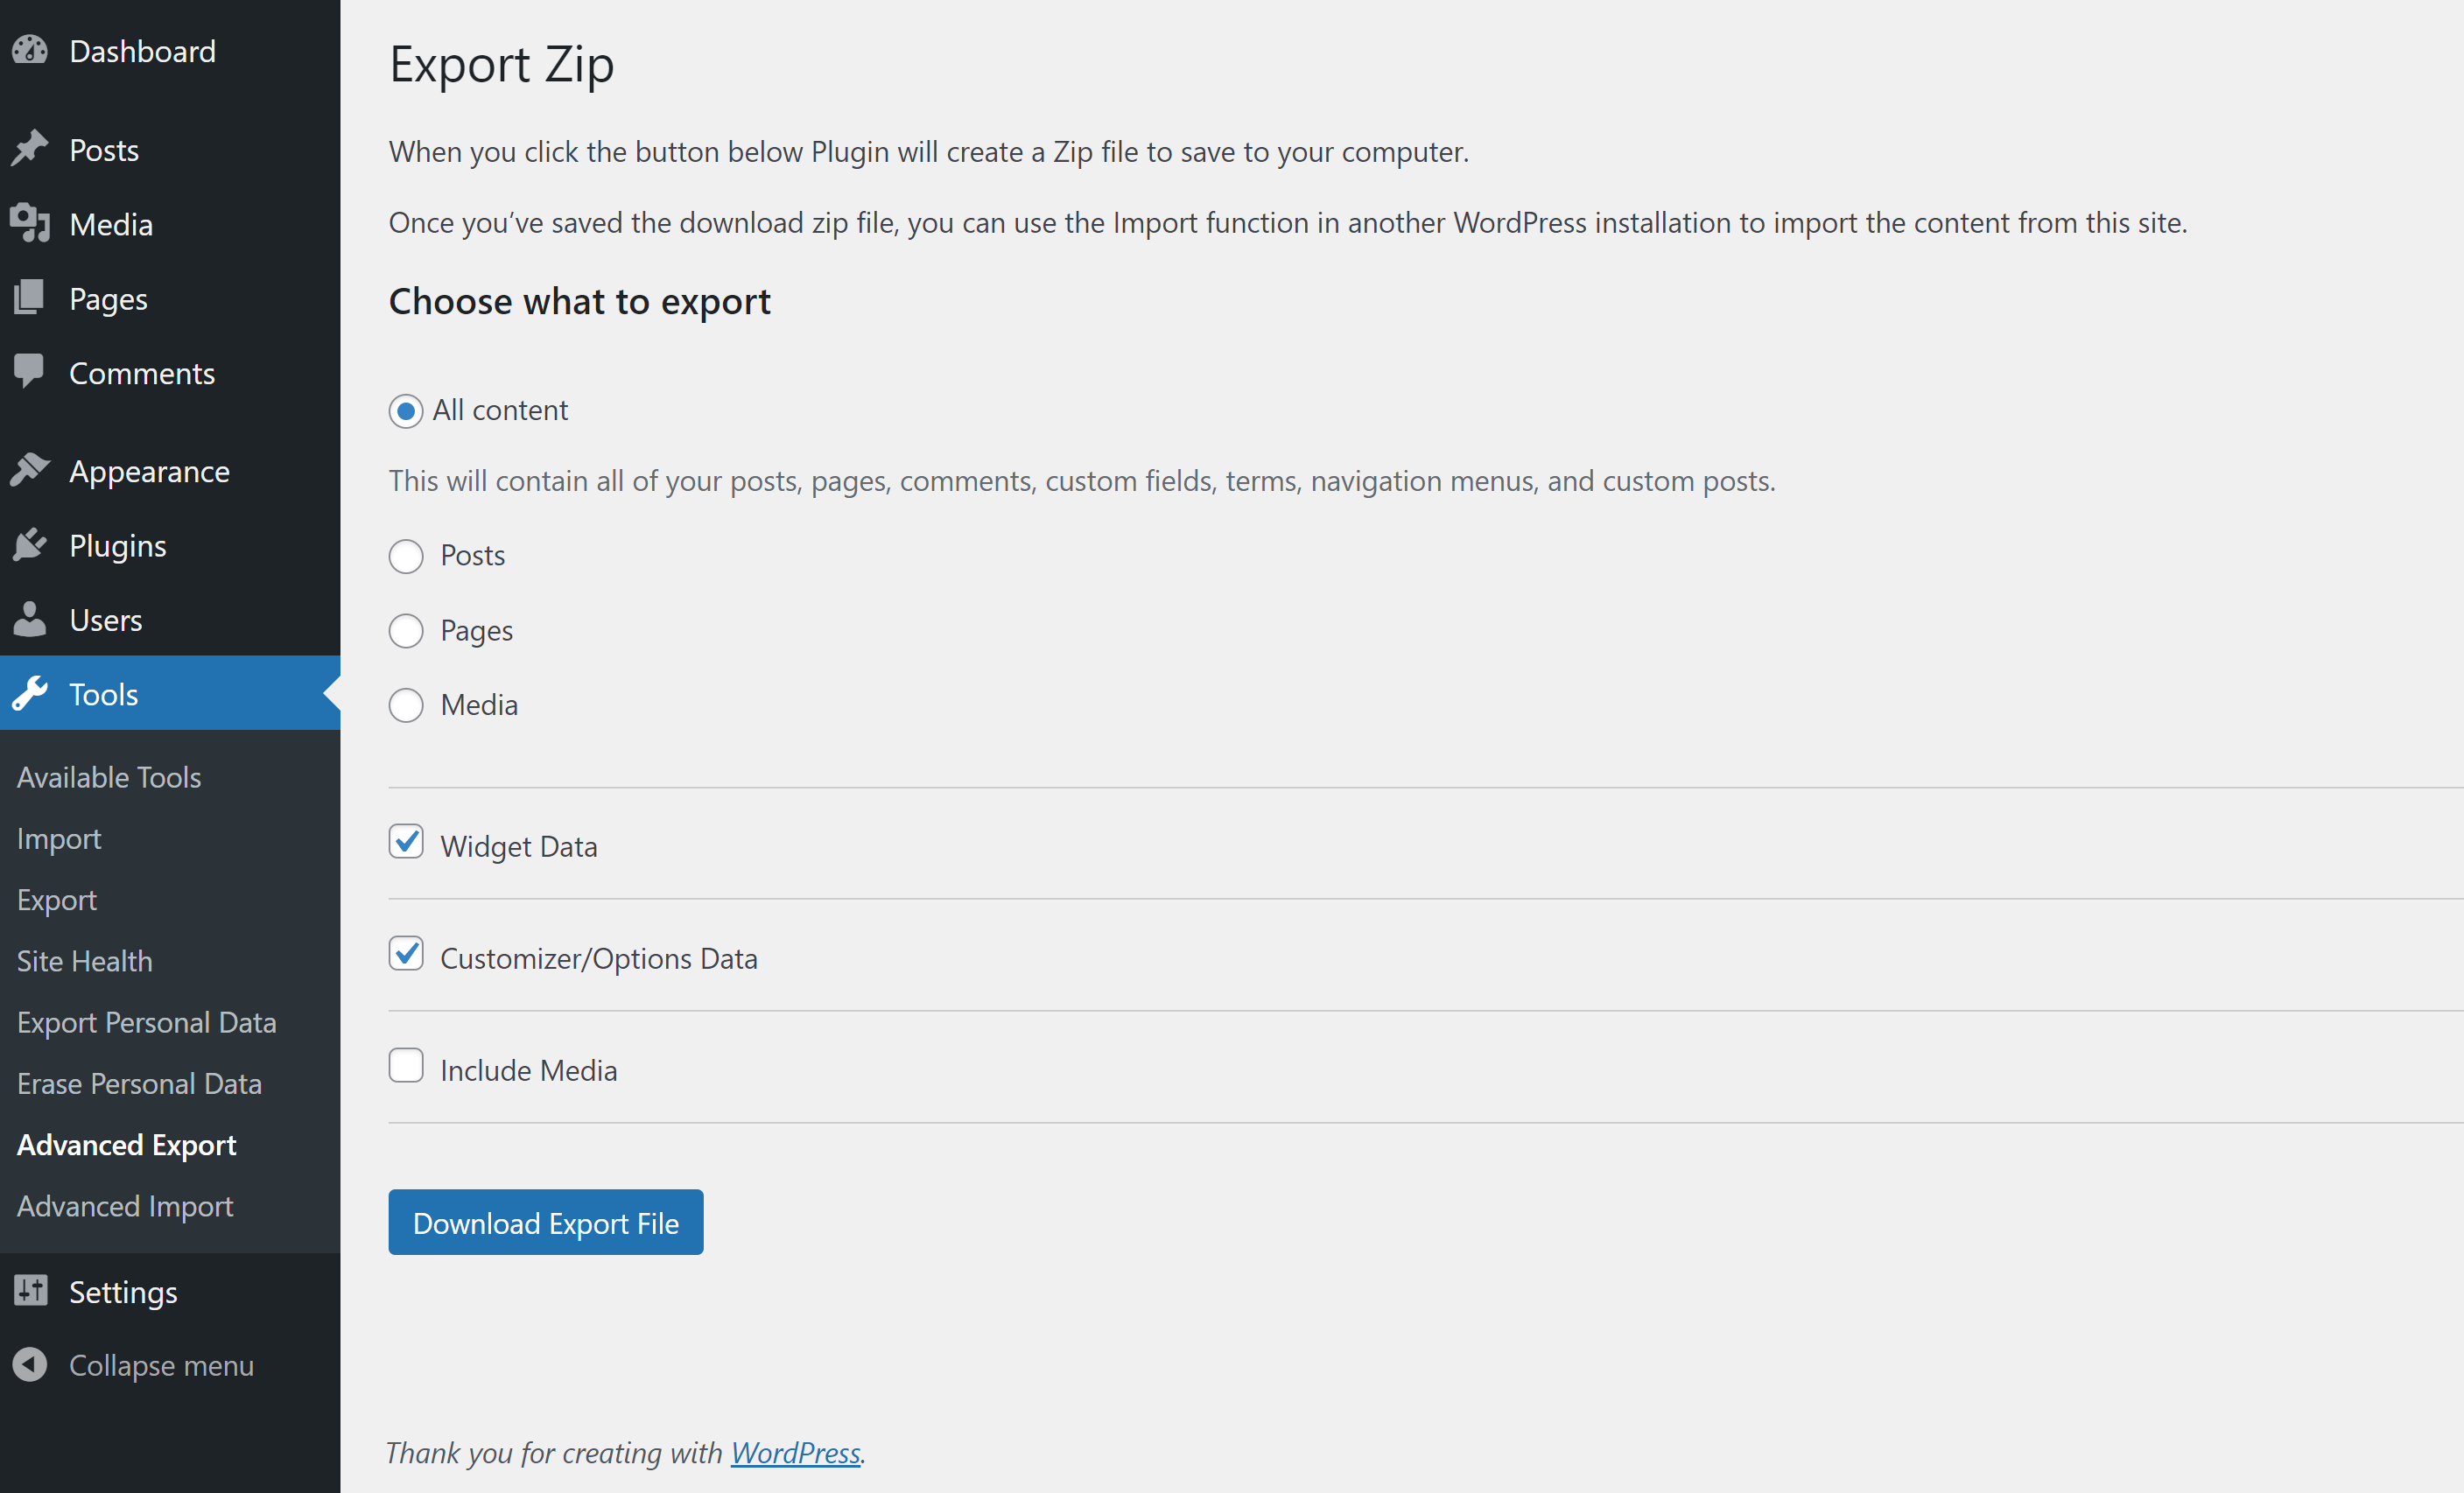 Dashboard
Posts
Media
Pages
Comments
Appearance
Plugins
Users
Tools
Available Tools
Import
Export
Site Health
Export Personal Data
Erase Personal Data
Advanced Export
Advanced Import
Settings
Collapse menu
Export Zip
When you click the button below Plugin will create a Zip file to save to your computer.
Once you’ve saved the download zip file, you can use the Import function in another WordPress installation to import the content from this site.
Choose what to export
All content
This will contain all of your posts, pages, comments, custom fields, terms, navigation menus, and custom posts.
Posts
Pages
Media
Widget Data
Customizer/Options Data
Include Media
Download Export File
Thank you for creating with WordPress.